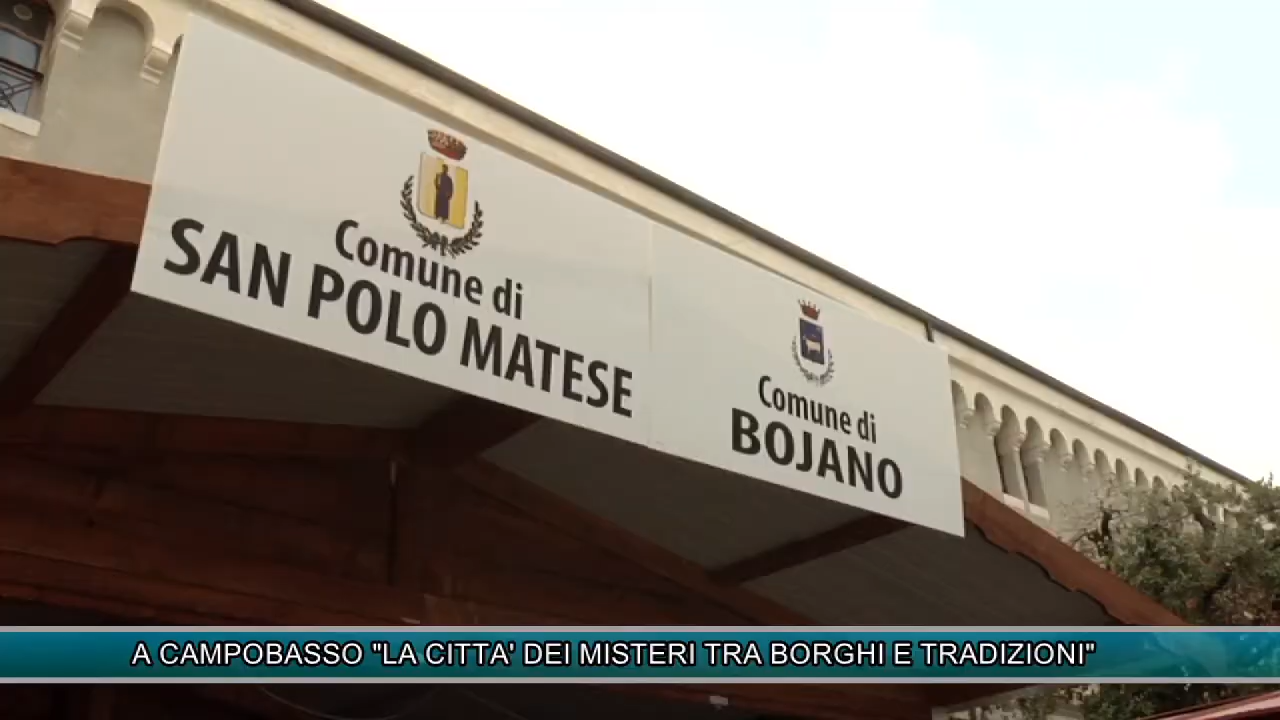 Comune di
SAN POLO MATESE
Comune di
BOJANO
A CAMPOBASSO "LA CITTA' DEI MISTERI TRA BORGHI E TRADIZIONI"